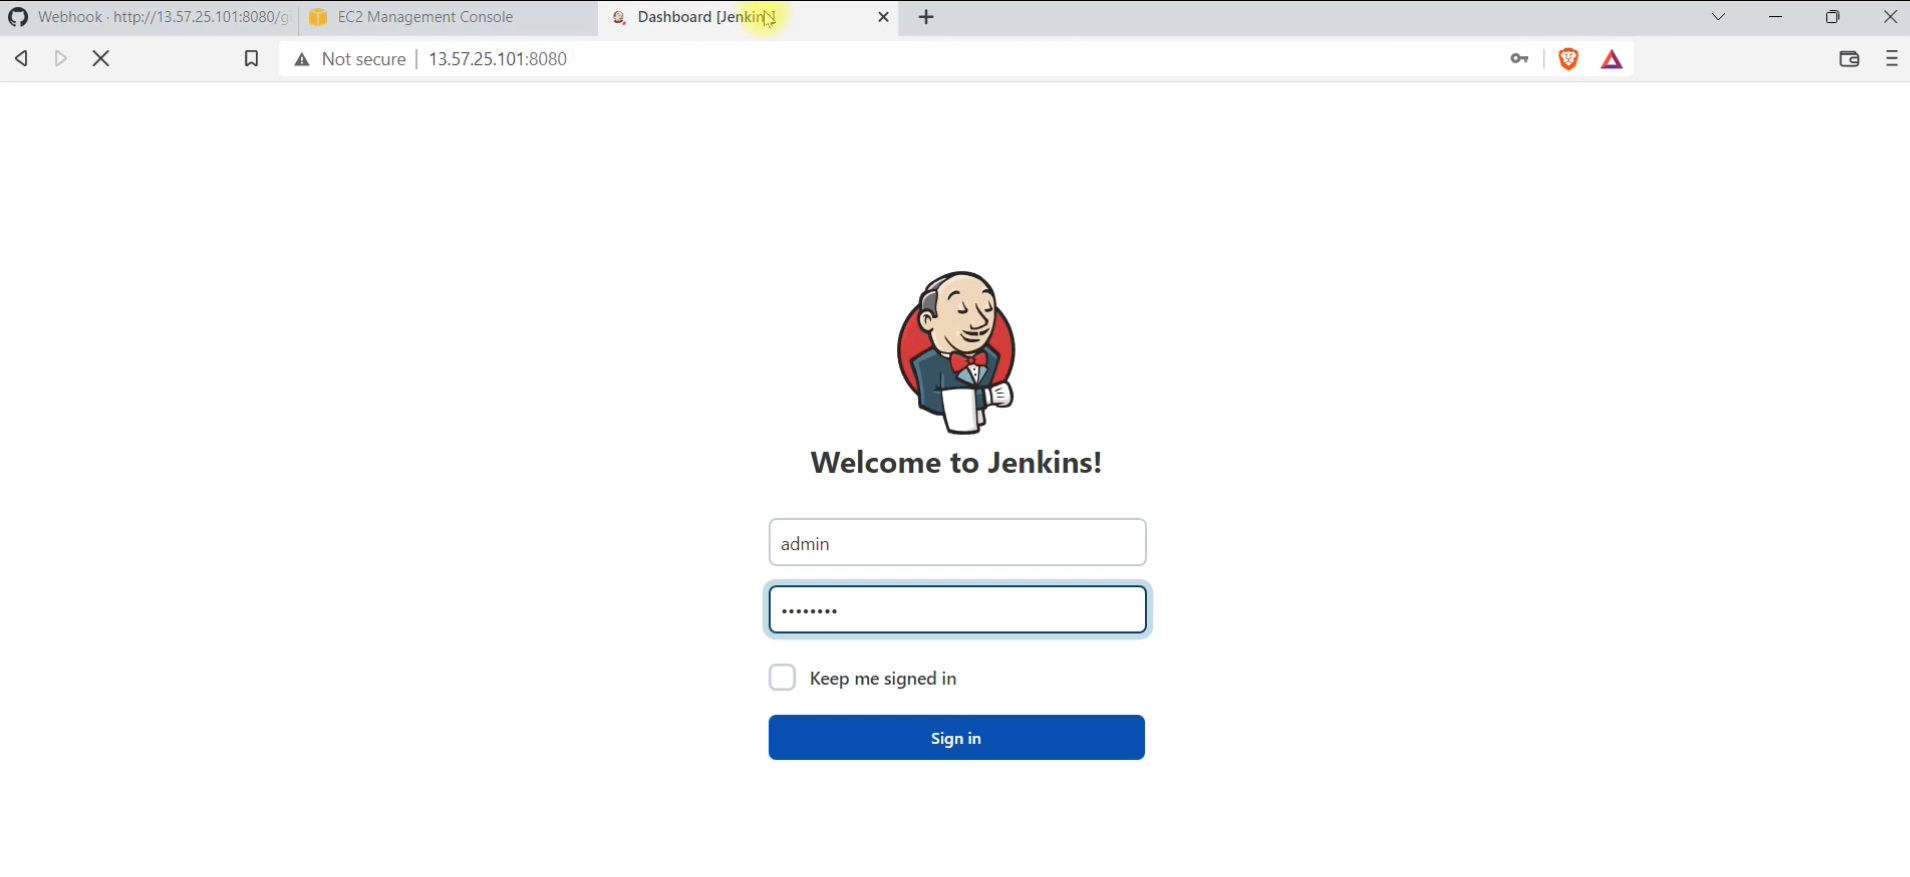 Webhook · http://13.57.25.101:8080/g
EC2 Management Console
Dashboard [Jenkins]
Not secure
13.57.25.101:8080
Welcome to Jenkins!
admin
••••••••
Keep me signed in
Sign in